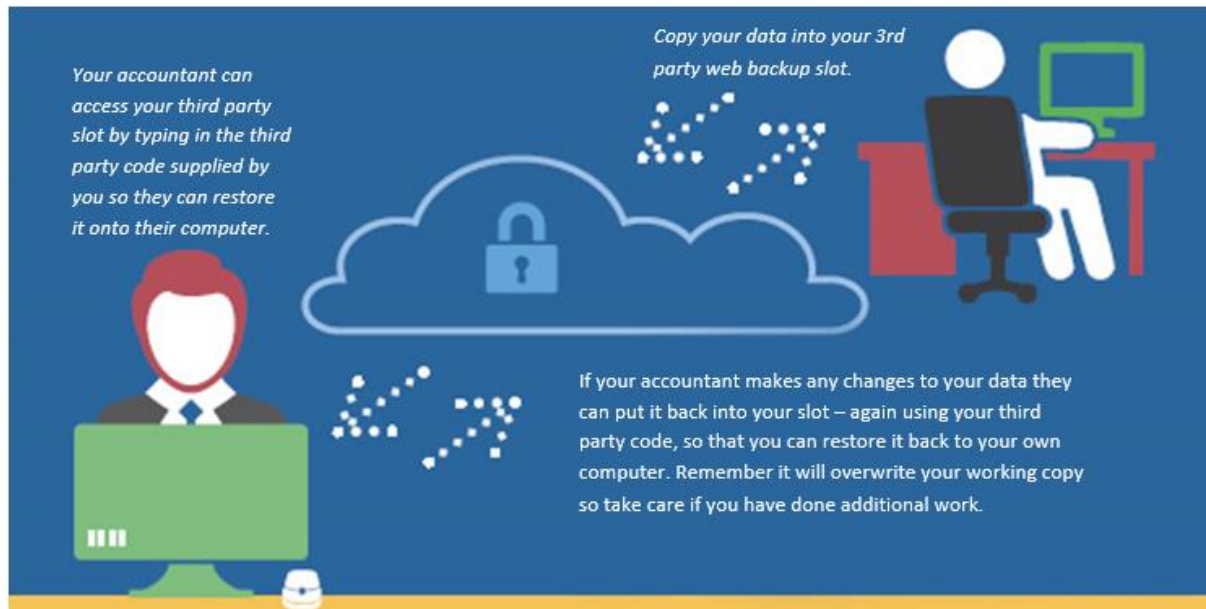 Your accountant can
access your third party
slot by typing in the third
party code supplied by
you so they can restore
it onto their computer.
Copy your data into your 3rd
party web backup slot.
If your accountant makes any changes to your data they
can put it back into your slot – again using your third
party code, so that you can restore it back to your own
computer. Remember it will overwrite your working copy
so take care if you have done additional work.